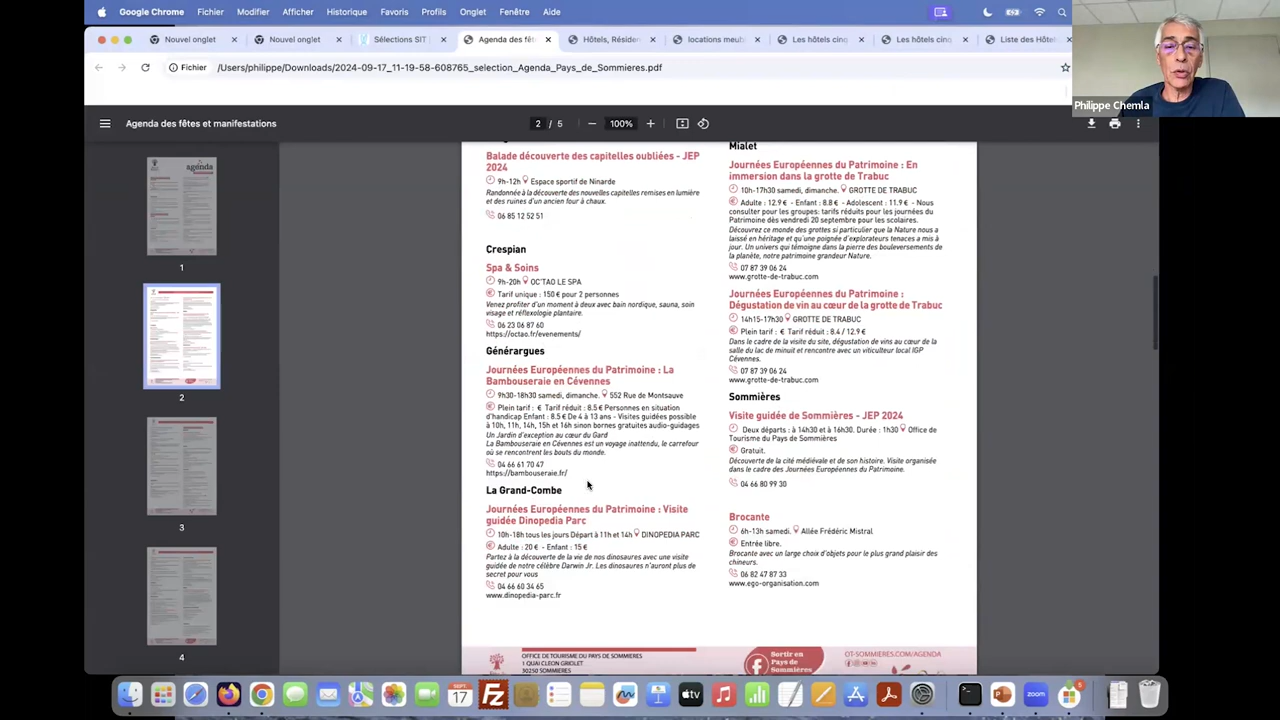 Google Chrome Fichier Modifier Afficher Historique Favoris Profils Onglet Fenêtre Aide
Nouvel onglet
Nouvel onglet
Sélections SIT
Agenda des fê
Hôtels, Résiden
locations meubl
Les hôtels cinq
Les hôtels cinq
Liste des Hôtel
Fichier /Users/philippe/Downloads/2024-09-17_11-19-58-608765_selection_Agenda_Pays_de_Sommieres.pdf
Philippe Chemla
Agenda des fêtes et manifestations
2 / 5
100%
agenda
1
2
3
4
Balade découverte des capitelles oubliées - JEP
2024
9h-12h Espace sportif de Ninarde
Randonnée à la découverte des nouvelles capitelles remises en lumière
et des ruines d'un ancien four à chaux.
06 85 12 52 51
Crespian
Spa & Soins
9h-20h OC'TAO LE SPA
Tarif unique : 150 € pour 2 personnes
Venez profiter d'un moment à deux avec bain nordique, sauna, soin
visage et réflexologie plantaire.
06 23 06 87 60
https://octao.fr/evenements/
Générargues
Journées Européennes du Patrimoine : La
Bambouseraie en Cévennes
9h30-18h30 samedi, dimanche. 552 Rue de Montsauve
Plein tarif : € Tarif réduit : 8.5 € Personnes en situation
d'handicap Enfant : 8.5 € De 4 à 13 ans - Visites guidées possible
à 10h, 11h, 14h, 15h et 16h sinon bornes gratuites audio-guidages
Un Jardin d'exception au cœur du Gard
La Bambouseraie en Cévennes est un voyage inattendu, le carrefour
où se rencontrent les bouts du monde.
04 66 61 70 47
https://bambouseraie.fr/
La Grand-Combe
Journées Européennes du Patrimoine : Visite
guidée Dinopedia Parc
10h-18h tous les jours Départ à 11h et 14h DINOPEDIA PARC
Adulte : 20 € - Enfant : 15 €
Partez à la découverte de la vie de nos dinosaures avec une visite
guidée de notre célèbre Darwin Jr. Les dinosaures n'auront plus de
secret pour vous
04 66 60 34 65
www.dinopedia-parc.fr
Mialet
Journées Européennes du Patrimoine : En
immersion dans la grotte de Trabuc
10h-17h30 samedi, dimanche. GROTTE DE TRABUC
Adulte : 12.9 € - Enfant : 8.8 € - Adolescent : 11.9 € - Nous
consulter pour les groupes: tarifs réduits pour les journées du
Patrimoine dès vendredi 20 septembre pour les scolaires.
Découvrez ce monde des grottes si particulier que la Nature nous a
laissé en héritage et qu'une poignée d'explorateurs tenaces a mis à
jour. Un univers qui témoigne dans la pierre des bouleversements de
la planète, notre patrimoine grandeur Nature.
07 87 39 06 24
www.grotte-de-trabuc.com
Journées Européennes du Patrimoine :
Dégustation de vin au cœur de la grotte de Trabuc
14h15-17h30 GROTTE DE TRABUC
Plein tarif : € Tarif réduit : 8.4 / 12.9 €
Dans le cadre de la visite du site, dégustation de vins au cœur de la
salle du lac de minuit et rencontre avec un viticulteur local IGP
Cévennes.
07 87 39 06 24
www.grotte-de-trabuc.com
Sommières
Visite guidée de Sommières - JEP 2024
Deux départs : à 14h30 et à 16h30. Durée : 1h30 Office de
Tourisme du Pays de Sommières
Gratuit.
Découverte de la cité médiévale et de son histoire. Visite organisée
dans le cadre des Journées Européennes du Patrimoine.
04 66 80 99 30
Brocante
6h-13h samedi. Allée Frédéric Mistral
Entrée libre.
Brocante avec un large choix d'objets pour le plus grand plaisir des
chineurs.
06 82 47 87 33
www.ego-organisation.com
OFFICE DE TOURISME DU PAYS DE SOMMIERES
1 QUAI CLEON GRIOLET
30250 SOMMIERES
Sortir en
Pays de
Sommières
OT-SOMMIERES.COM/AGENDA
SEPT.
17
tv
zoom